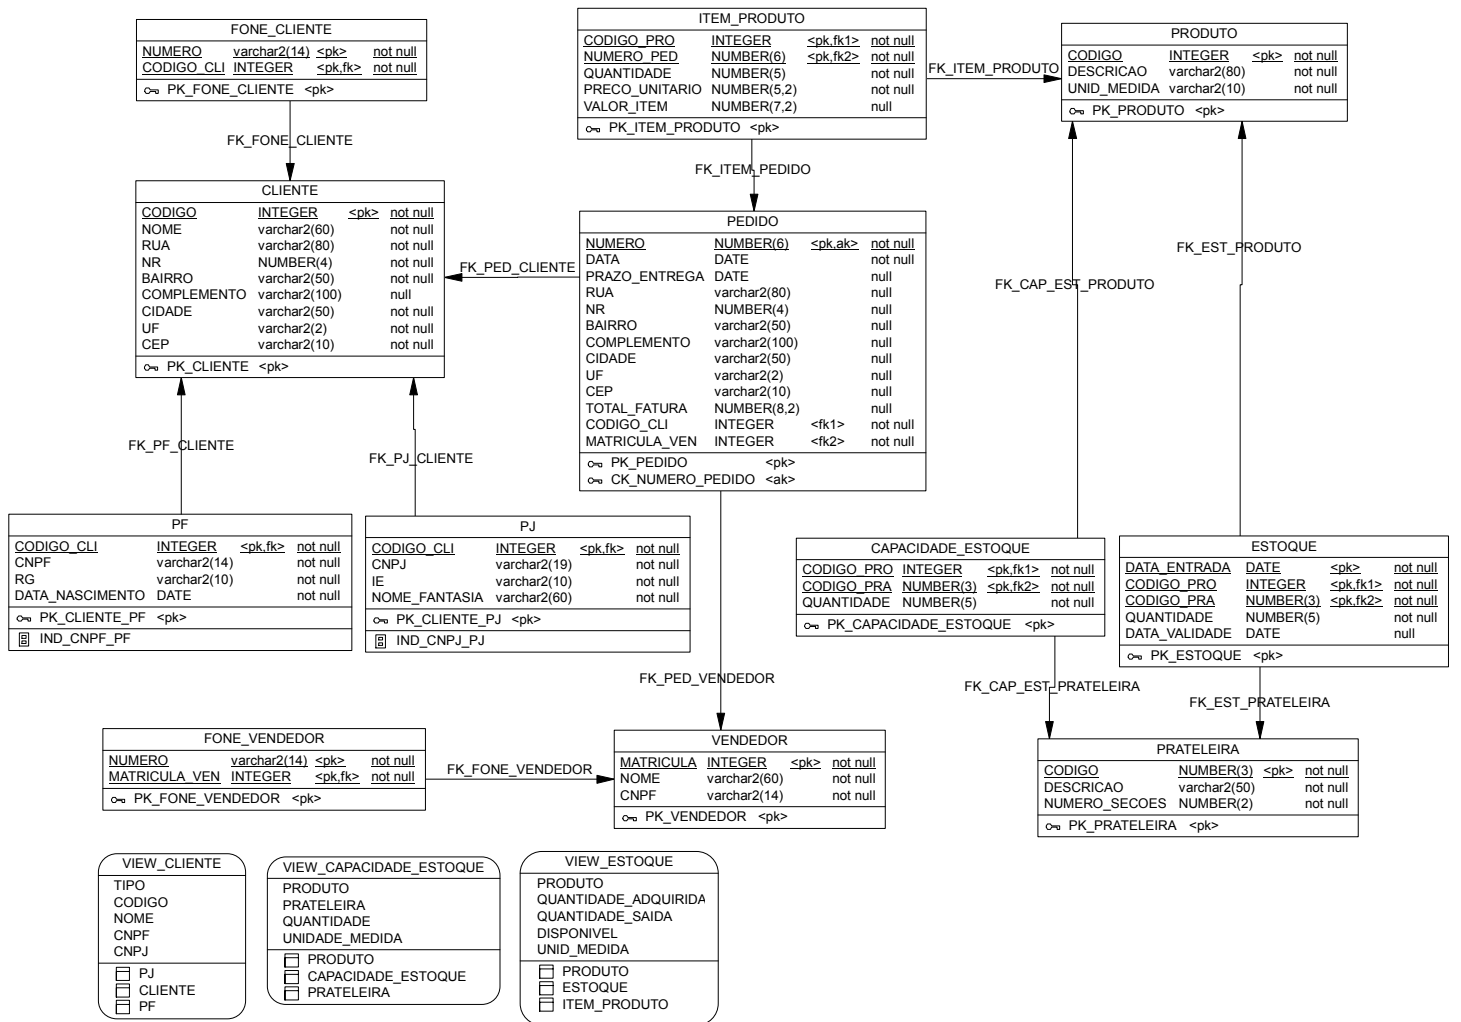 FONE_CLIENTE
NUMERO varchar2(14) <pk> not null
CODIGO_CLI INTEGER <pk,fk> not null
PK_FONE_CLIENTE <pk>
ITEM_PRODUTO
CODIGO_PRO INTEGER <pk,fk1> not null
NUMERO_PED NUMBER(6) <pk,fk2> not null
QUANTIDADE NUMBER(5) not null
PRECO_UNITARIO NUMBER(5,2) not null
VALOR_ITEM NUMBER(7,2) null
PK_ITEM_PRODUTO <pk>
FK_ITEM_PRODUTO
PRODUTO
CODIGO INTEGER <pk> not null
DESCRICAO varchar2(80) not null
UNID_MEDIDA varchar2(10) not null
PK_PRODUTO <pk>
FK_FONE_CLIENTE
FK_ITEM_PEDIDO
CLIENTE
CODIGO INTEGER <pk> not null
NOME varchar2(60) not null
RUA varchar2(80) not null
NR NUMBER(4) not null
BAIRRO varchar2(50) not null
COMPLEMENTO varchar2(100) null
CIDADE varchar2(50) not null
UF varchar2(2) not null
CEP varchar2(10) not null
PK_CLIENTE <pk>
FK_PED_CLIENTE
PEDIDO
NUMERO NUMBER(6) <pk,ak> not null
DATA DATE not null
PRAZO_ENTREGA DATE null
RUA varchar2(80) null
NR NUMBER(4) null
BAIRRO varchar2(50) null
COMPLEMENTO varchar2(100) null
CIDADE varchar2(50) null
UF varchar2(2) null
CEP varchar2(10) null
TOTAL_FATURA NUMBER(8,2) null
CODIGO_CLI INTEGER <fk1> not null
MATRICULA_VEN INTEGER <fk2> not null
PK_PEDIDO <pk>
CK_NUMERO_PEDIDO <ak>
FK_EST_PRODUTO
FK_CAP_EST_PRODUTO
FK_PF_CLIENTE
FK_PJ_CLIENTE
PF
CODIGO_CLI INTEGER <pk,fk> not null
CNPF varchar2(14) not null
RG varchar2(10) not null
DATA_NASCIMENTO DATE not null
PK_CLIENTE_PF <pk>
IND_CNPF_PF
PJ
CODIGO_CLI INTEGER <pk,fk> not null
CNPJ varchar2(19) not null
IE varchar2(10) not null
NOME_FANTASIA varchar2(60) not null
PK_CLIENTE_PJ <pk>
IND_CNPJ_PJ
CAPACIDADE_ESTOQUE
CODIGO_PRO INTEGER <pk,fk1> not null
CODIGO_PRA NUMBER(3) <pk,fk2> not null
QUANTIDADE NUMBER(5) not null
PK_CAPACIDADE_ESTOQUE <pk>
ESTOQUE
DATA_ENTRADA DATE <pk> not null
CODIGO_PRO INTEGER <pk,fk1> not null
CODIGO_PRA NUMBER(3) <pk,fk2> not null
QUANTIDADE NUMBER(5) not null
DATA_VALIDADE DATE null
PK_ESTOQUE <pk>
FK_PED_VENDEDOR
FK_CAP_EST_PRATELEIRA
FK_EST_PRATELEIRA
FONE_VENDEDOR
NUMERO varchar2(14) <pk> not null
MATRICULA_VEN INTEGER <pk,fk> not null
PK_FONE_VENDEDOR <pk>
FK_FONE_VENDEDOR
VENDEDOR
MATRICULA INTEGER <pk> not null
NOME varchar2(60) not null
CNPF varchar2(14) not null
PK_VENDEDOR <pk>
PRATELEIRA
CODIGO NUMBER(3) <pk> not null
DESCRICAO varchar2(50) not null
NUMERO_SECOES NUMBER(2) not null
PK_PRATELEIRA <pk>
VIEW_CLIENTE
TIPO
CODIGO
NOME
CNPF
CNPJ
PJ
CLIENTE
PF
VIEW_CAPACIDADE_ESTOQUE
PRODUTO
PRATELEIRA
QUANTIDADE
UNIDADE_MEDIDA
PRODUTO
CAPACIDADE_ESTOQUE
PRATELEIRA
VIEW_ESTOQUE
PRODUTO
QUANTIDADE_ADQUIRIDA
QUANTIDADE_SAIDA
DISPONIVEL
UNID_MEDIDA
PRODUTO
ESTOQUE
ITEM_PRODUTO